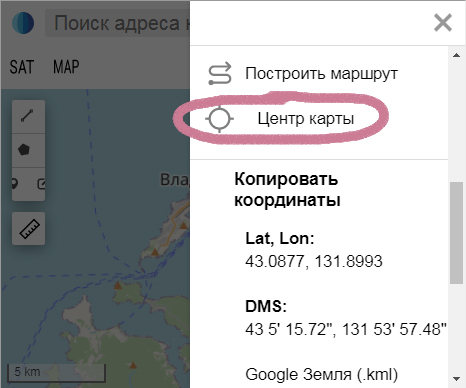 Поиск адреса к
SAT MAP
Построить маршрут
Центр карты
Копировать
координаты
Lat, Lon:
43.0877, 131.8993
DMS:
43 5' 15.72", 131 53' 57.48"
Google Земля (.kml)
Вла
5 km